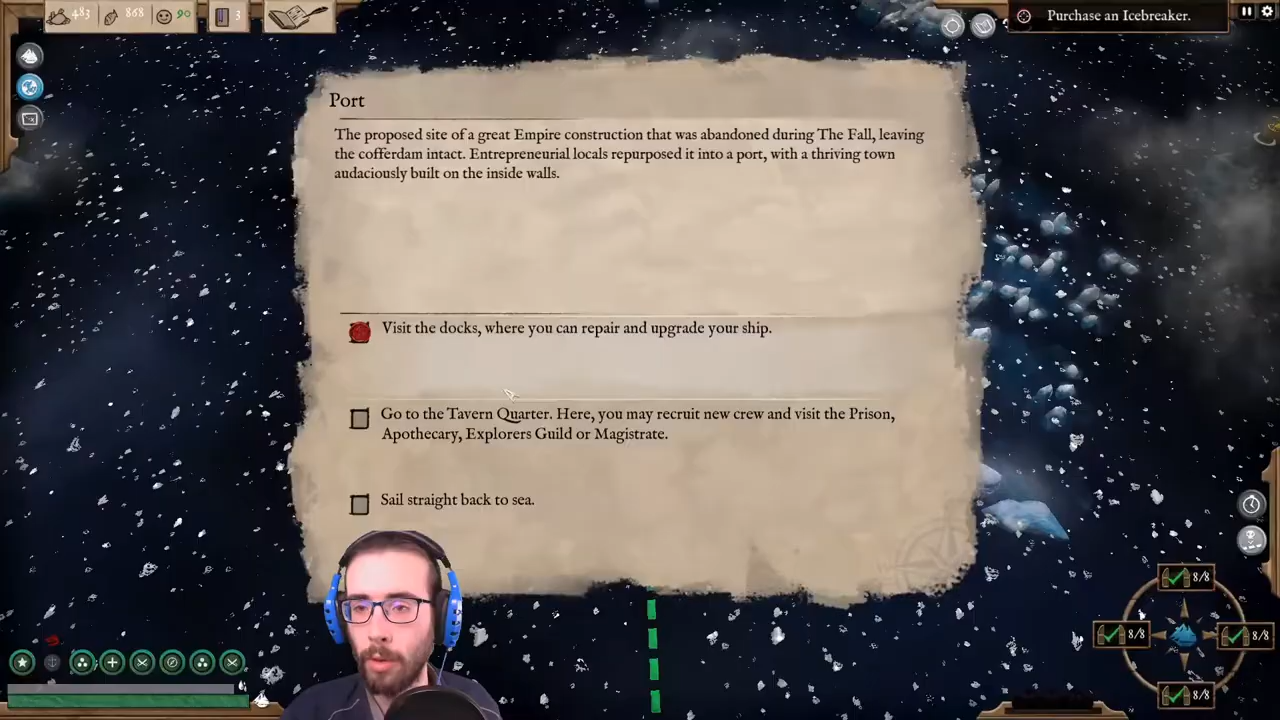 483 868 90 3
Purchase an Icebreaker.
Port
The proposed site of a great Empire construction that was abandoned during The Fall, leaving
the cofferdam intact. Entrepreneurial locals repurposed it into a port, with a thriving town
audaciously built on the inside walls.
Visit the docks, where you can repair and upgrade your ship.
Go to the Tavern Quarter. Here, you may recruit new crew and visit the Prison,
Apothecary, Explorers Guild or Magistrate.
Sail straight back to sea.
8/8
8/8 8/8
8/8